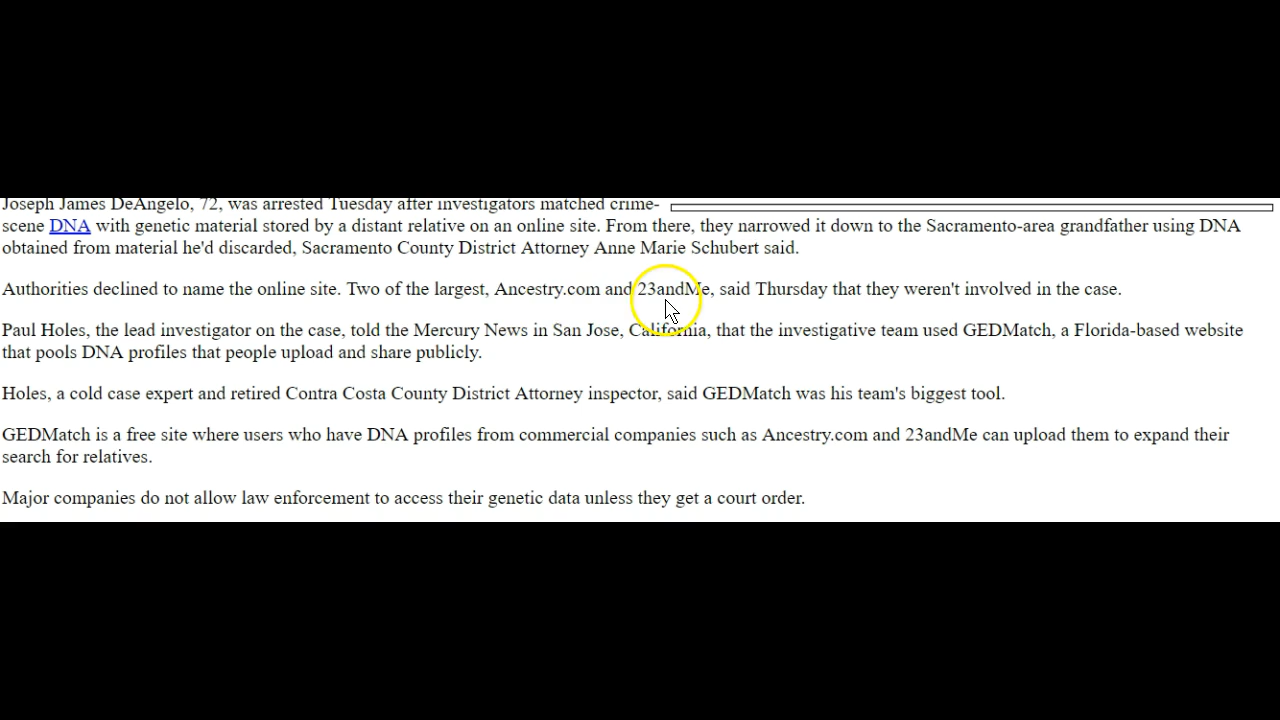 Joseph James DeAngelo, 72, was arrested Tuesday after investigators matched crime-
scene DNA with genetic material stored by a distant relative on an online site. From there, they narrowed it down to the Sacramento-area grandfather using DNA
obtained from material he'd discarded, Sacramento County District Attorney Anne Marie Schubert said.
Authorities declined to name the online site. Two of the largest, Ancestry.com and 23andMe, said Thursday that they weren't involved in the case.
Paul Holes, the lead investigator on the case, told the Mercury News in San Jose, California, that the investigative team used GEDMatch, a Florida-based website
that pools DNA profiles that people upload and share publicly.
Holes, a cold case expert and retired Contra Costa County District Attorney inspector, said GEDMatch was his team's biggest tool.
GEDMatch is a free site where users who have DNA profiles from commercial companies such as Ancestry.com and 23andMe can upload them to expand their
search for relatives.
Major companies do not allow law enforcement to access their genetic data unless they get a court order.